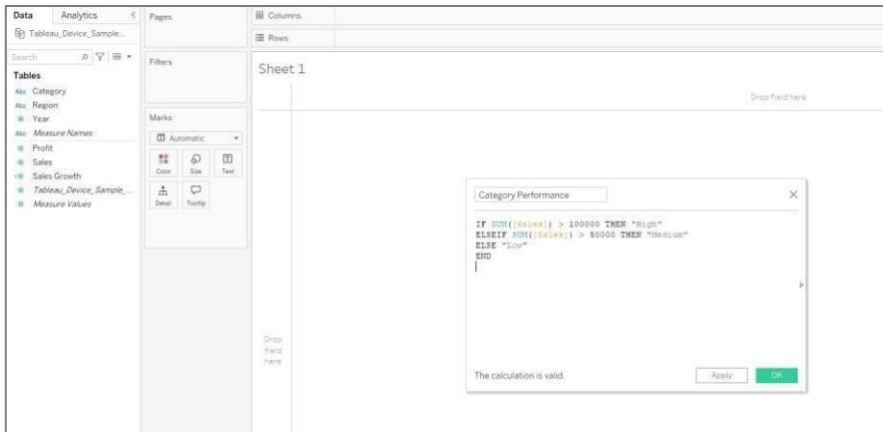 Data Analytics <
Tableau_Device_Sample...
Search
Tables
Abc Category
Abc Region
# Year
Abc Measure Names
# Profit
# Sales
=# Sales Growth
# Tableau_Device_Sample_...
# Measure Values
Pages
Filters
Marks
Automatic
Color Size Text
Detail Tooltip
Columns
Rows
Sheet 1
Drop field here
Drop
field
here
Category Performance
IF SUM([Sales]) > 100000 THEN "High"
ELSEIF SUM([Sales]) > 50000 THEN "Medium"
ELSE "Low"
END
The calculation is valid.
Apply OK